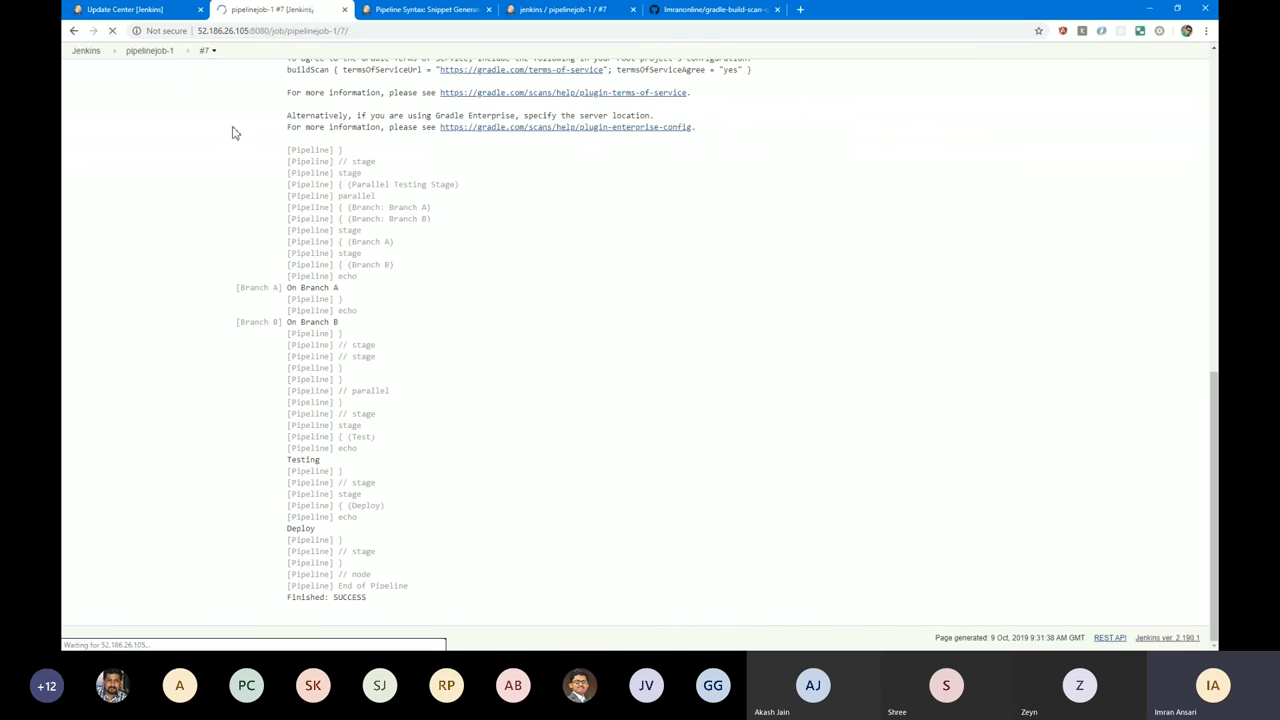 Update Center [Jenkins]
pipelinejob-1 #7 [Jenkins]
Pipeline Syntax: Snippet Generat
jenkins / pipelinejob-1 / #7
Imranonline/gradle-build-scan-
Not secure
52.186.26.105:8080/job/pipelinejob-1/7/
Jenkins
pipelinejob-1
#7
buildScan { termsOfServiceUrl = "https://gradle.com/terms-of-service"; termsOfServiceAgree = "yes" }
For more information, please see https://gradle.com/scans/help/plugin-terms-of-service.
Alternatively, if you are using Gradle Enterprise, specify the server location.
For more information, please see https://gradle.com/scans/help/plugin-enterprise-config.
[Pipeline] }
[Pipeline] // stage
[Pipeline] stage
[Pipeline] { (Parallel Testing Stage)
[Pipeline] parallel
[Pipeline] { (Branch: Branch A)
[Pipeline] { (Branch: Branch B)
[Pipeline] stage
[Pipeline] { (Branch A)
[Pipeline] stage
[Pipeline] { (Branch B)
[Pipeline] echo
[Branch A] On Branch A
[Pipeline] }
[Pipeline] echo
[Branch B] On Branch B
[Pipeline] }
[Pipeline] // stage
[Pipeline] // stage
[Pipeline] }
[Pipeline] }
[Pipeline] // parallel
[Pipeline] }
[Pipeline] // stage
[Pipeline] stage
[Pipeline] { (Test)
[Pipeline] echo
Testing
[Pipeline] }
[Pipeline] // stage
[Pipeline] stage
[Pipeline] { (Deploy)
[Pipeline] echo
Deploy
[Pipeline] }
[Pipeline] // stage
[Pipeline] }
[Pipeline] // node
[Pipeline] End of Pipeline
Finished: SUCCESS
Page generated: 9 Oct, 2019 9:31:38 AM GMT
REST API
Jenkins ver. 2.190.1
Waiting for 52.186.26.105...
+12
A
PC
SK
SJ
RP
AB
JV
GG
AJ
S
Z
IA
Akash Jain
Shree
Zeyn
Imran Ansari